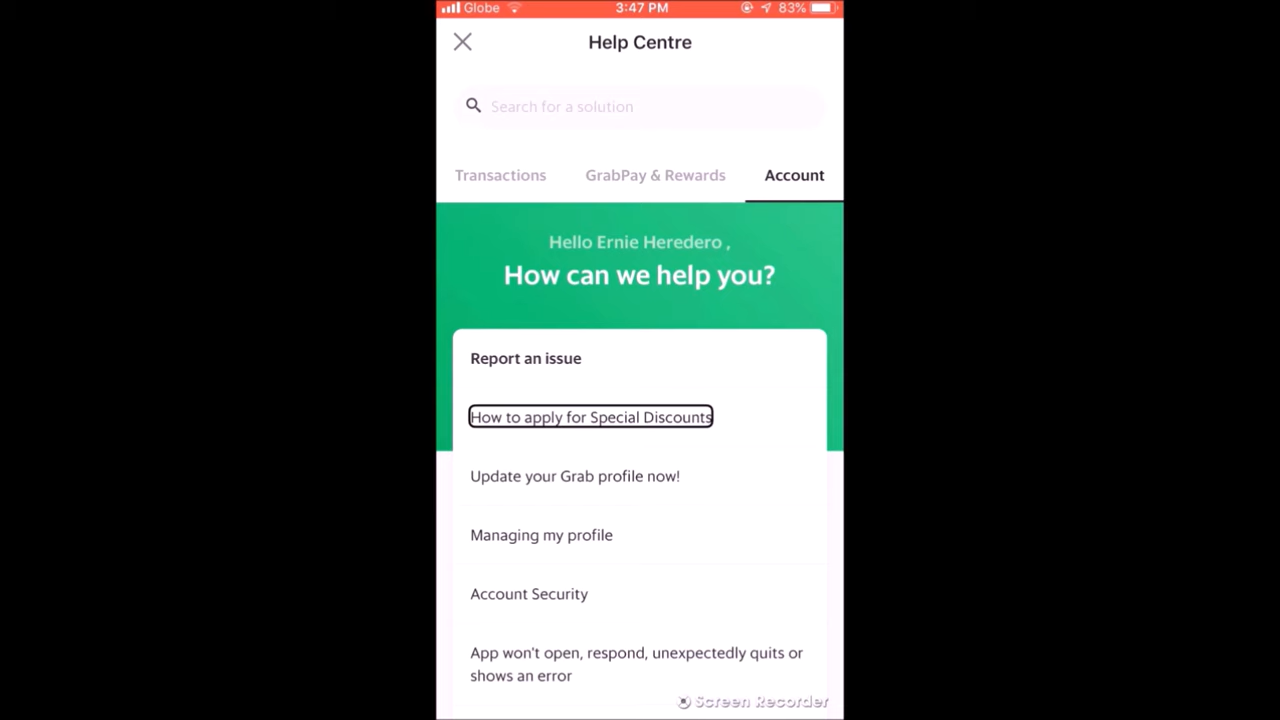 Globe 3:47 PM 83%
Help Centre
Search for a solution
Transactions GrabPay & Rewards Account
Hello Ernie Heredero ,
How can we help you?
Report an issue
How to apply for Special Discounts
Update your Grab profile now!
Managing my profile
Account Security
App won't open, respond, unexpectedly quits or
shows an error
Screen Recorder